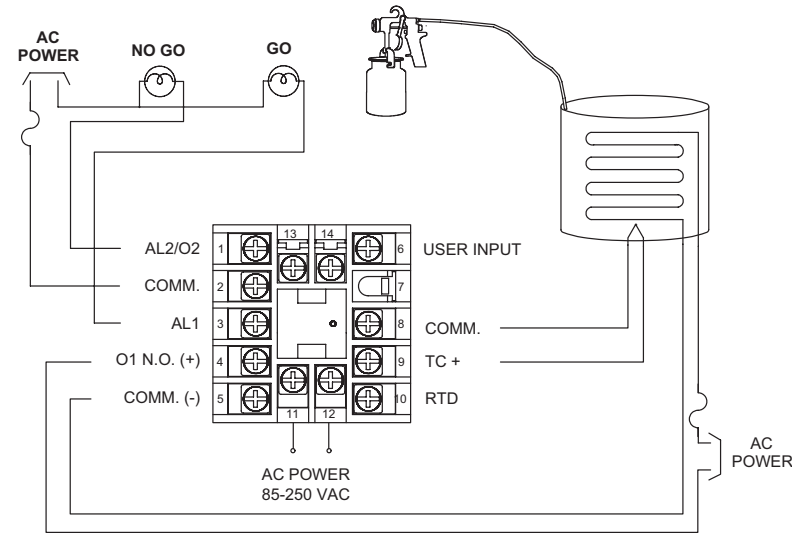 AC
POWER
NO GO
GO
13
14
AL2/O2
1
6
USER INPUT
COMM.
2
7
AL1
3
8
COMM.
O1 N.O. (+)
4
9
TC +
COMM. (-)
5
10
RTD
11
12
AC POWER
85-250 VAC
AC
POWER